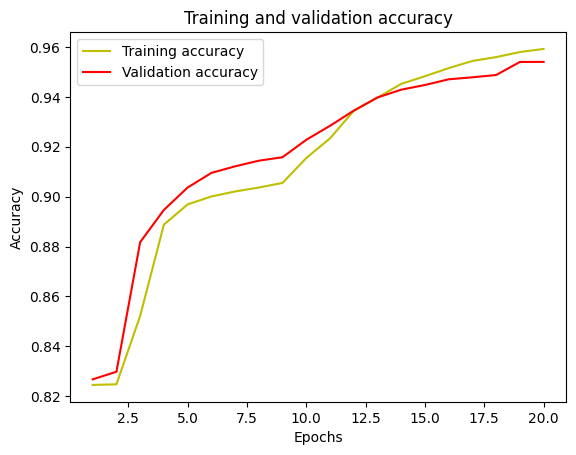 Training and validation accuracy
Training accuracy
Validation accuracy
Accuracy
0.96
0.94
0.92
0.90
0.88
0.86
0.84
0.82
2.5 5.0 7.5 10.0 12.5 15.0 17.5 20.0
Epochs